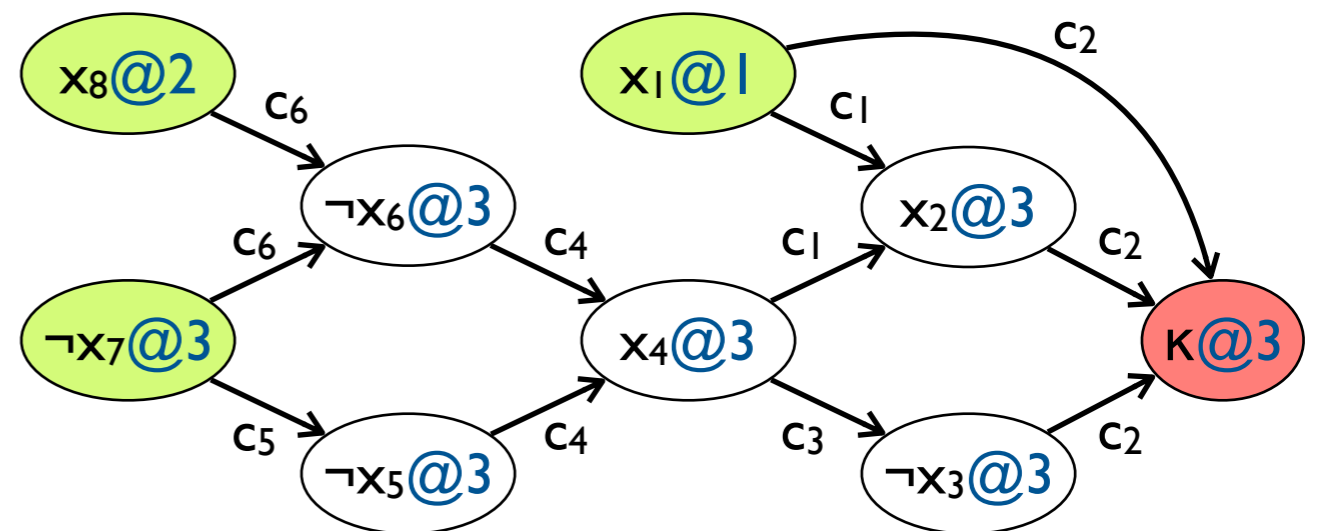 c₂
x₈@2
x₁@1
c₆
c₁
¬x₆@3
x₂@3
c₆
c₄
c₁
c₂
¬x₇@3
x₄@3
κ@3
c₅
c₄
c₃
c₂
¬x₅@3
¬x₃@3